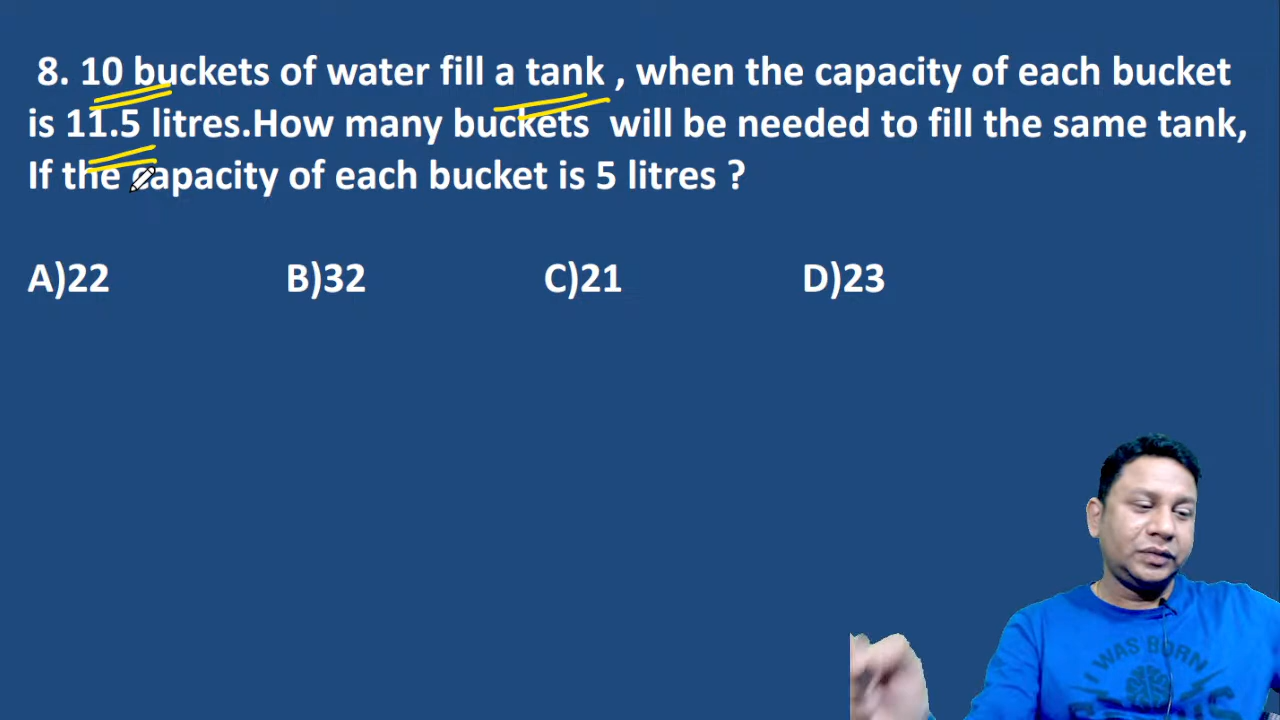 8. 10 buckets of water fill a tank , when the capacity of each bucket
is 11.5 litres.How many buckets will be needed to fill the same tank,
If the capacity of each bucket is 5 litres ?
A)22 B)32 C)21 D)23
I WAS BORN